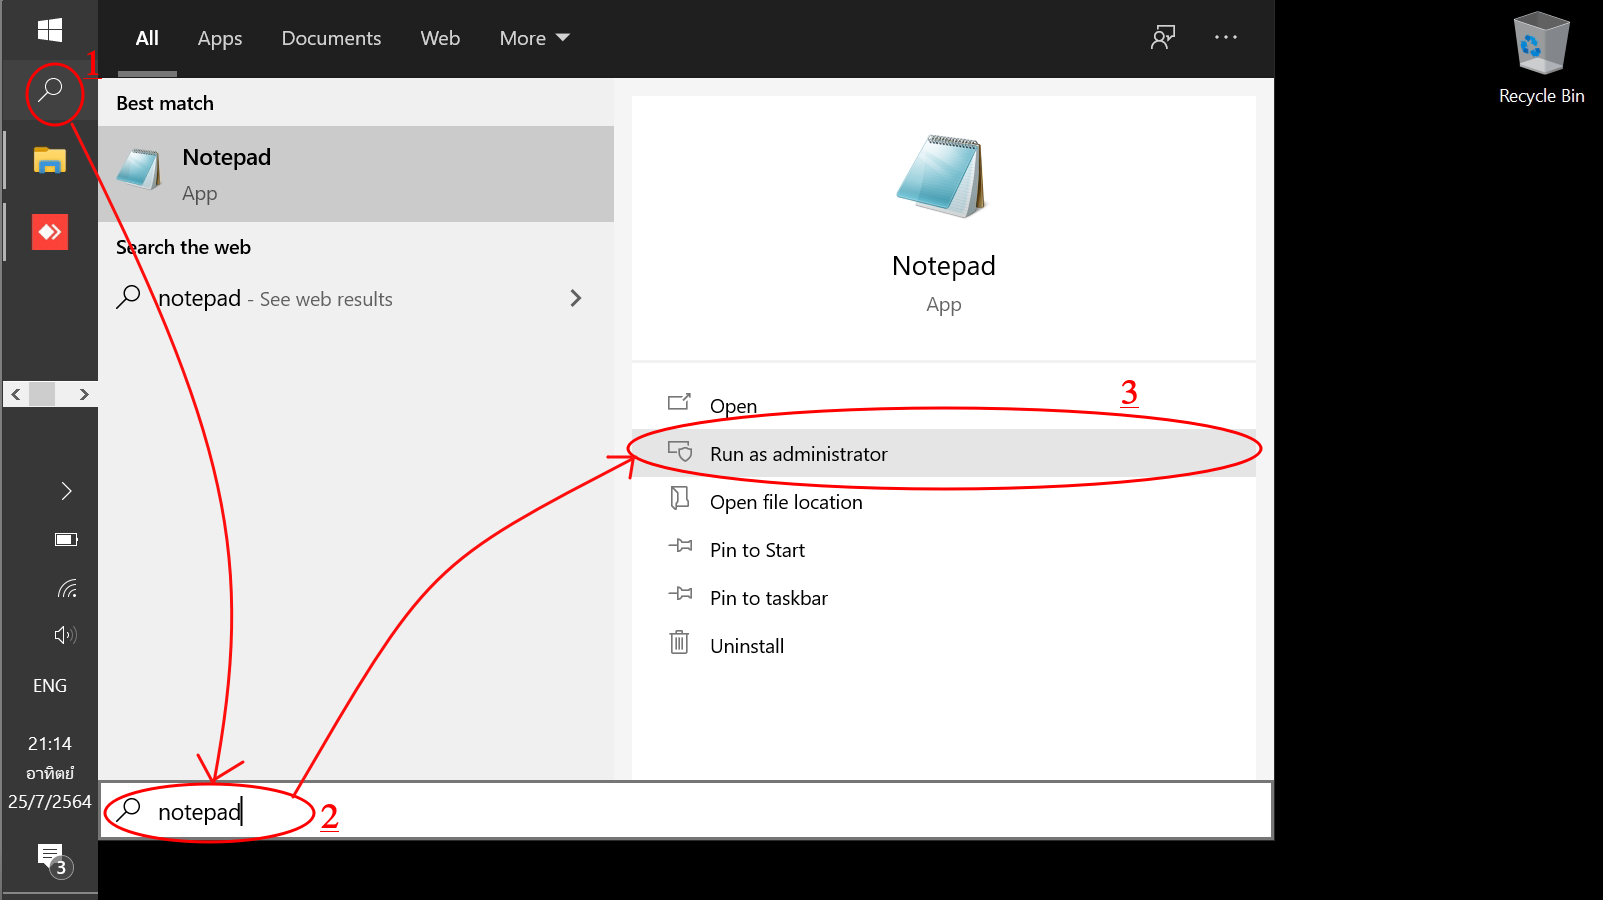 1
All Apps Documents Web More
Best match
Notepad
App
Search the web
notepad - See web results
Notepad
App
3
Open
Run as administrator
Open file location
Pin to Start
Pin to taskbar
Uninstall
notepad
2
ENG
21:14
อาทิตย์
25/7/2564
3
Recycle Bin